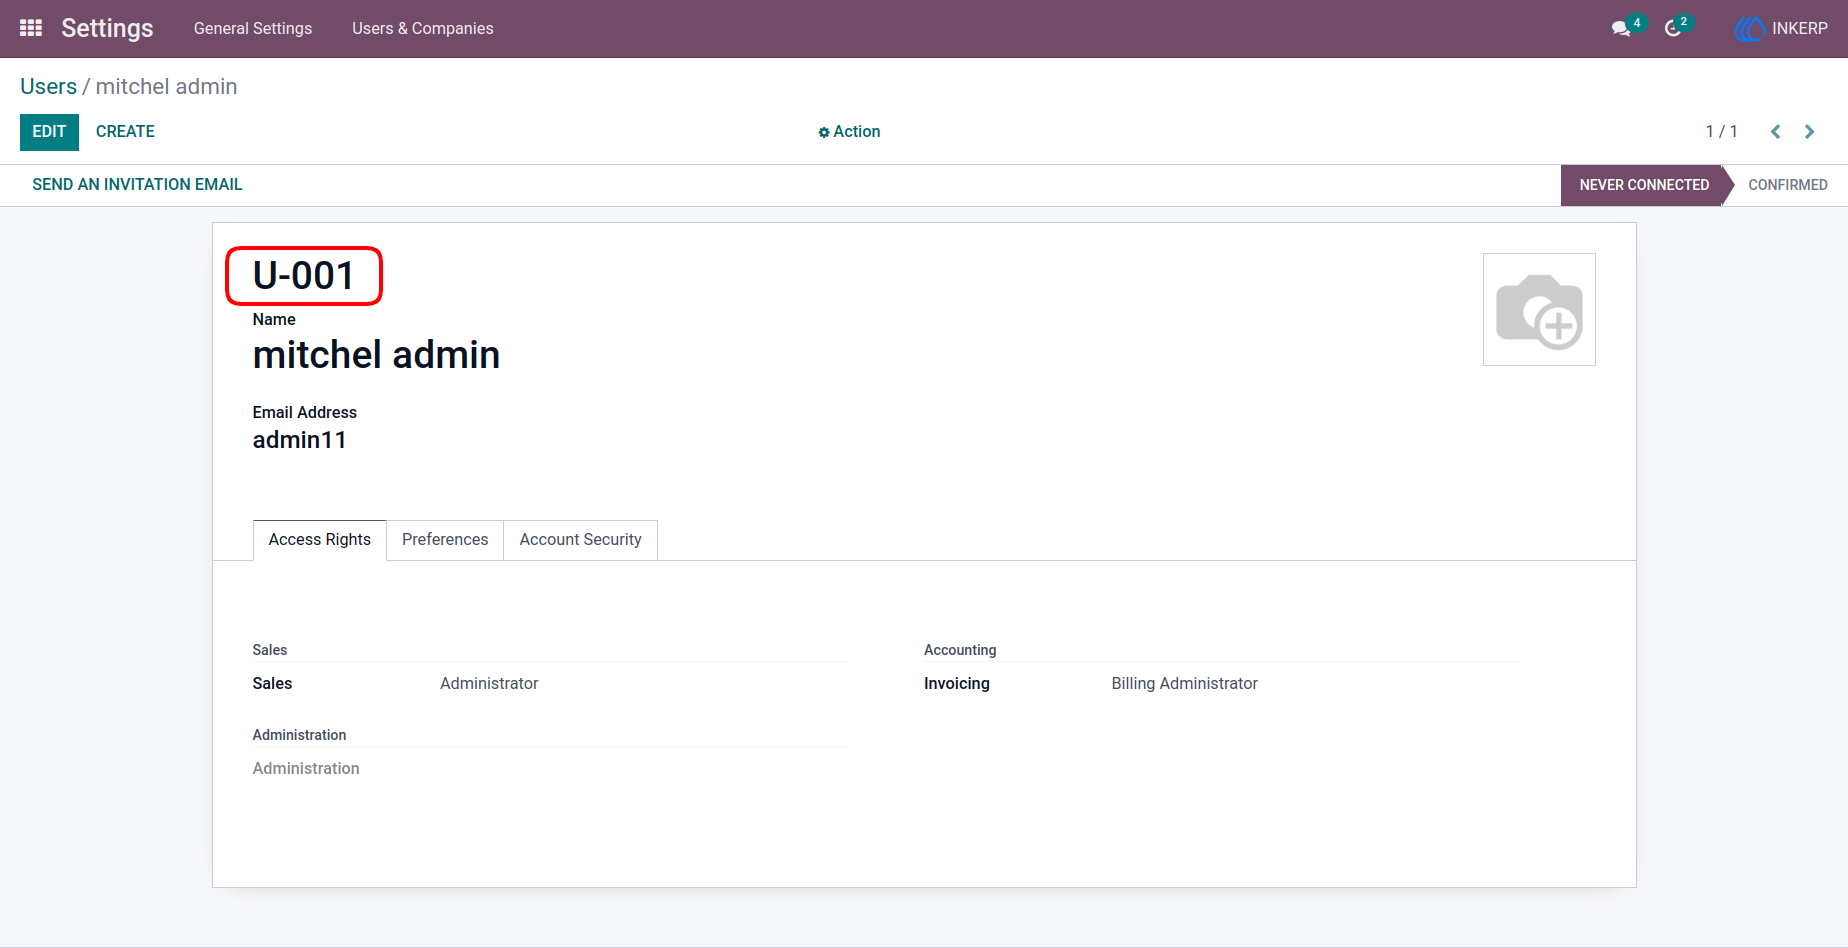 Settings General Settings Users & Companies 4 2 INKERP
Users / mitchel admin
EDIT CREATE Action 1 / 1
SEND AN INVITATION EMAIL NEVER CONNECTED CONFIRMED
U-001
Name
mitchel admin
Email Address
admin11
Access Rights Preferences Account Security
Sales Accounting
Sales Administrator Invoicing Billing Administrator
Administration
Administration